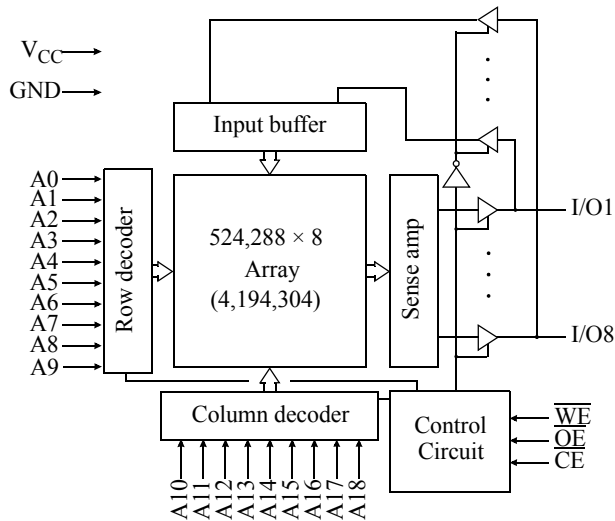 VCC
GND
Input buffer
A0
A1
A2
A3
A4
A5
A6
A7
A8
A9
Row decoder
524,288 × 8
Array
(4,194,304)
Sense amp
I/O1
I/O8
Column decoder
Control
Circuit
WE
OE
CE
A10
A11
A12
A13
A14
A15
A16
A17
A18